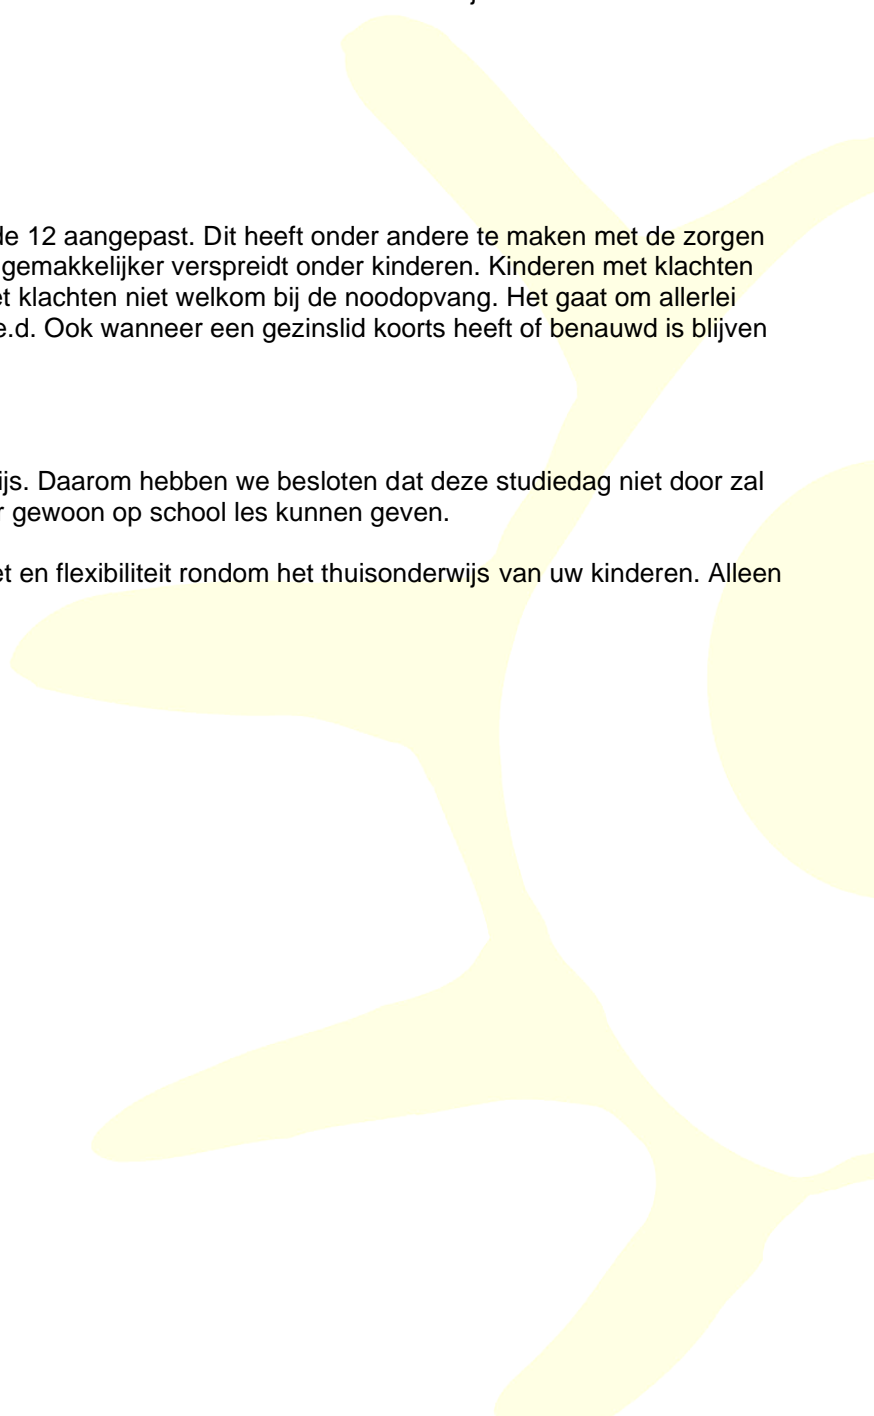 de 12 aangepast. Dit heeft onder andere te maken met de zorgen
gemakkelijker verspreidt onder kinderen. Kinderen met klachten
klachten niet welkom bij de noodopvang. Het gaat om allerlei
e.d. Ook wanneer een gezinslid koorts heeft of benauwd is blijven
ijs. Daarom hebben we besloten dat deze studiedag niet door zal
r gewoon op school les kunnen geven.
et en flexibiliteit rondom het thuisonderwijs van uw kinderen. Alleen